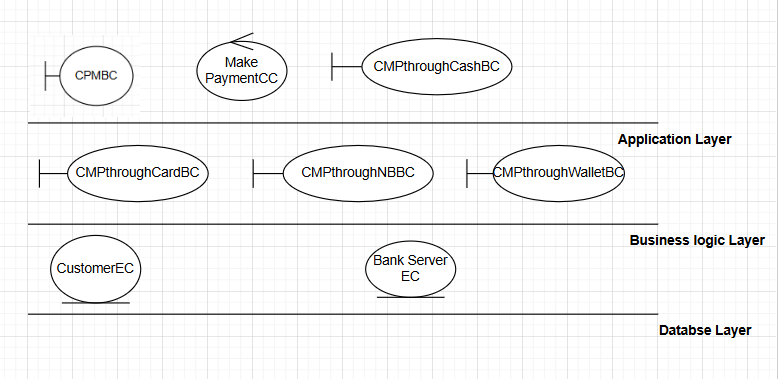 CPMBC
Make
PaymentCC
CMPthroughCashBC
Application Layer
CMPthroughCardBC
CMPthroughNBBC
CMPthroughWalletBC
Business logic Layer
CustomerEC
Bank Server
EC
Databse Layer